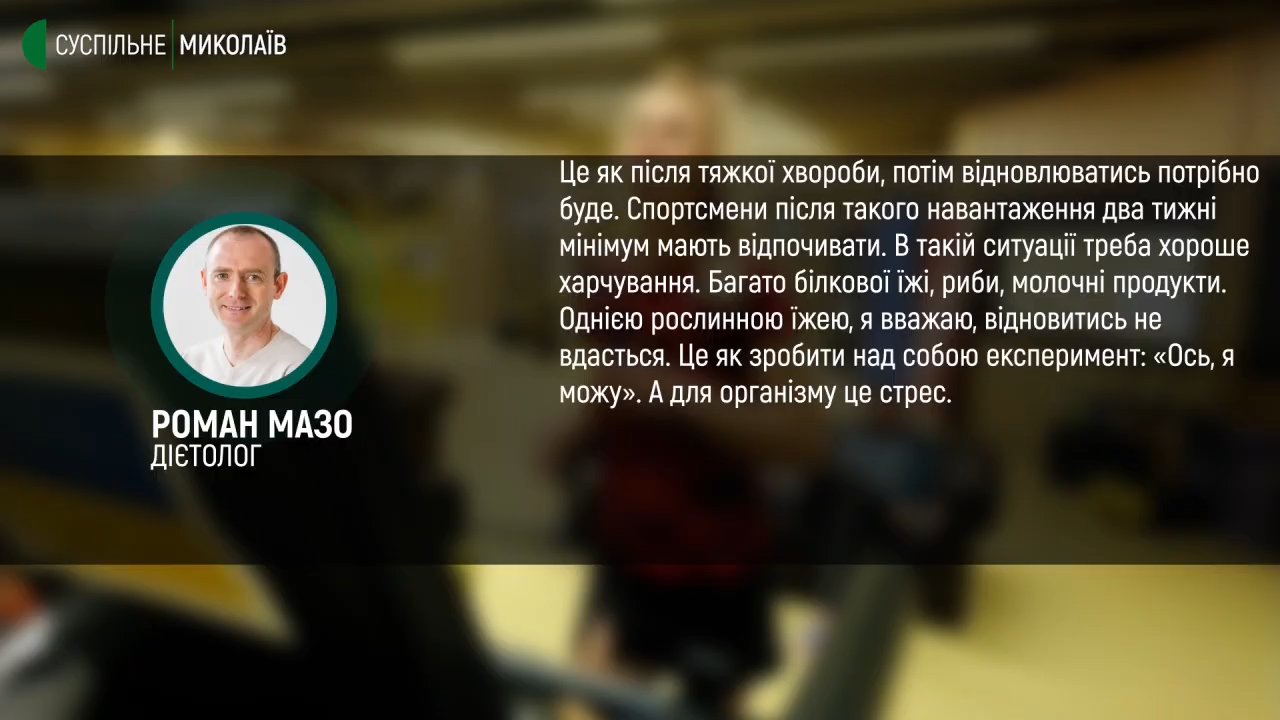 СУСПІЛЬНЕ МИКОЛАЇВ
Це як після тяжкої хвороби, потім відновлюватись потрібно
буде. Спортсмени після такого навантаження два тижні
мінімум мають відпочивати. В такій ситуації треба хороше
харчування. Багато білкової їжі, риби, молочні продукти.
Однією рослинною їжею, я вважаю, відновитись не
вдасться. Це як зробити над собою експеримент: «Ось, я
можу». А для організму це стрес.
РОМАН МАЗО
ДІЄТОЛОГ